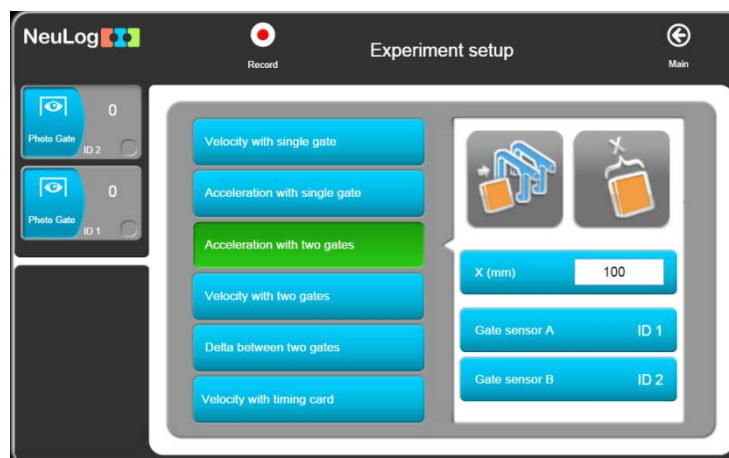 NeuLog
Record
Experiment setup
Main
0
Photo Gate
ID 2
0
Photo Gate
ID 1
Velocity with single gate
Acceleration with single gate
Acceleration with two gates
Velocity with two gates
Delta between two gates
Velocity with timing card
X
X (mm) 100
Gate sensor A ID 1
Gate sensor B ID 2